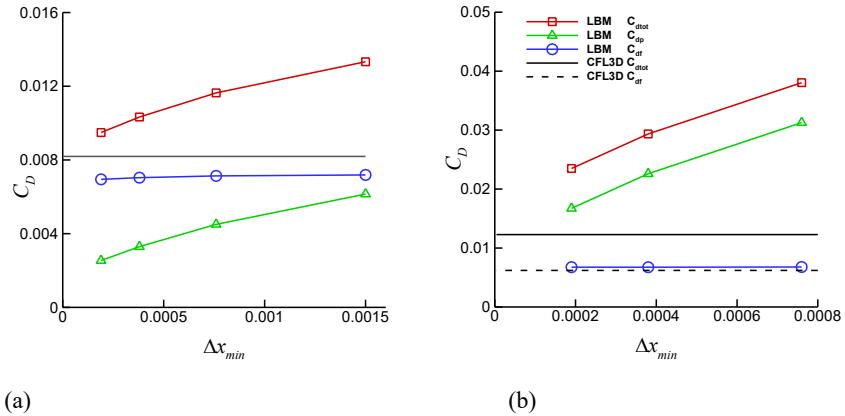 0.016
0.012
0.008
0.004
0
C_D
0 0.0005 0.001 0.0015
Δx_min
(a)
0.05
0.04
0.03
0.02
0.01
0
C_D
LBM C_dtot
LBM C_dp
LBM C_df
CFL3D C_dtot
CFL3D C_df
0 0.0002 0.0004 0.0006 0.0008
Δx_min
(b)